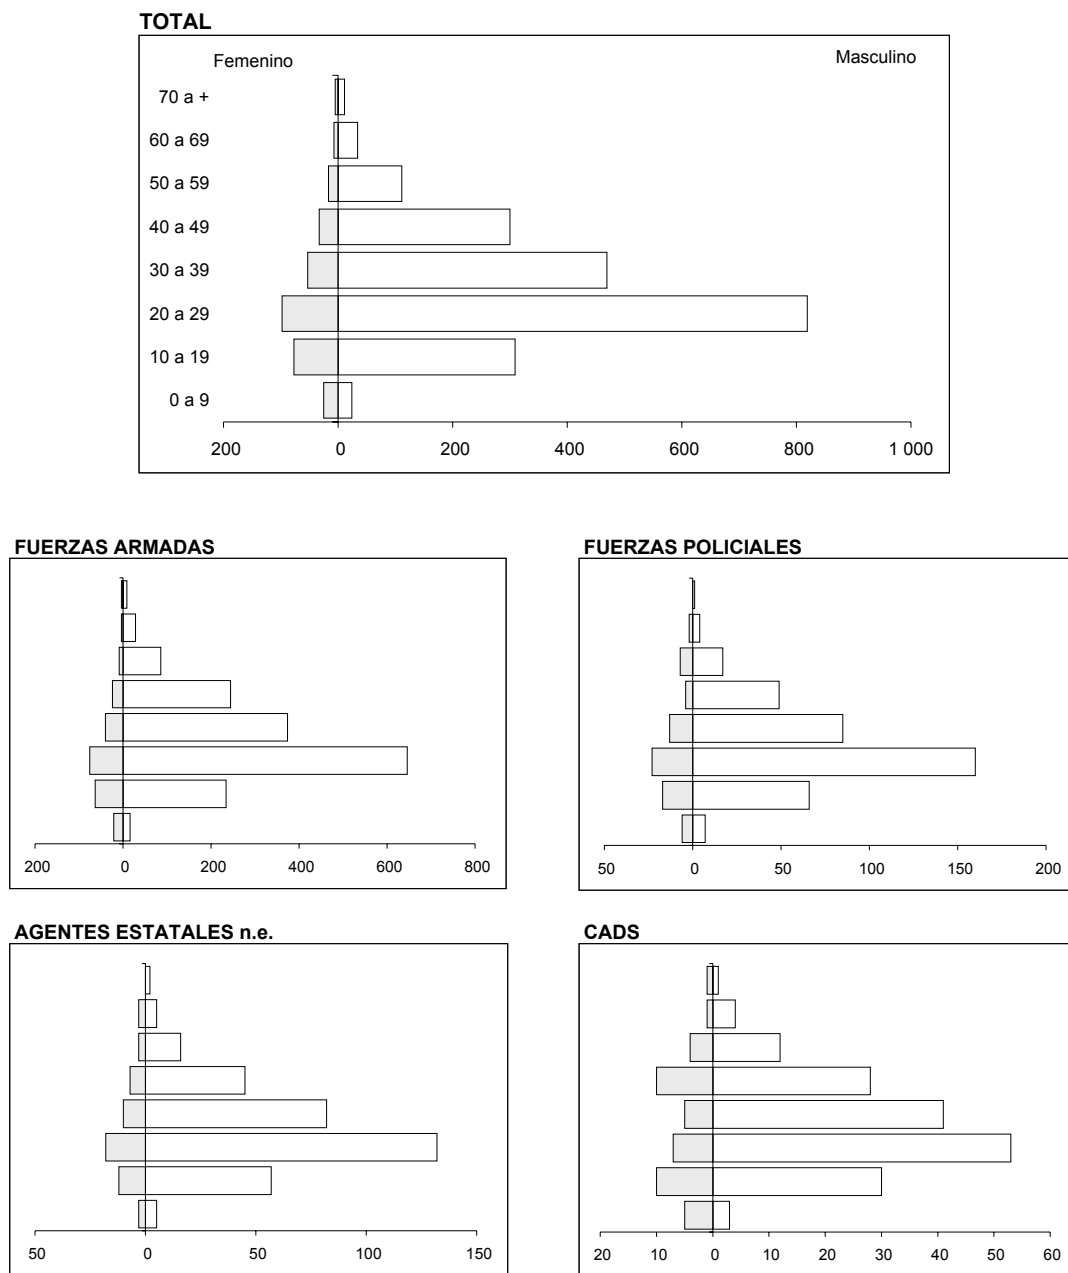 TOTAL
Femenino Masculino
70 a +
60 a 69
50 a 59
40 a 49
30 a 39
20 a 29
10 a 19
0 a 9
200 0 200 400 600 800 1 000
FUERZAS ARMADAS
200 0 200 400 600 800
FUERZAS POLICIALES
50 0 50 100 150 200
AGENTES ESTATALES n.e.
50 0 50 100 150
CADS
20 10 0 10 20 30 40 50 60